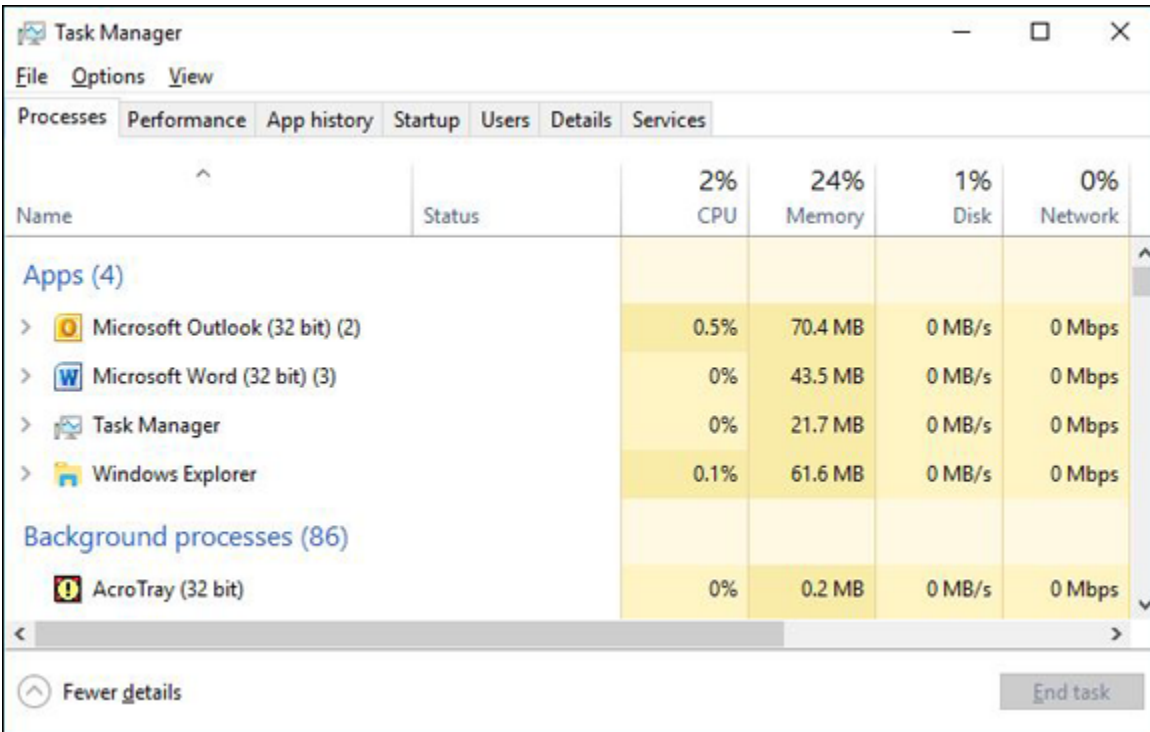 Task Manager
File Options View
Processes Performance App history Startup Users Details Services
2% 24% 1% 0%
Name Status CPU Memory Disk Network
Apps (4)
Microsoft Outlook (32 bit) (2) 0.5% 70.4 MB 0 MB/s 0 Mbps
Microsoft Word (32 bit) (3) 0% 43.5 MB 0 MB/s 0 Mbps
Task Manager 0% 21.7 MB 0 MB/s 0 Mbps
Windows Explorer 0.1% 61.6 MB 0 MB/s 0 Mbps
Background processes (86)
AcroTray (32 bit) 0% 0.2 MB 0 MB/s 0 Mbps
Fewer details End task